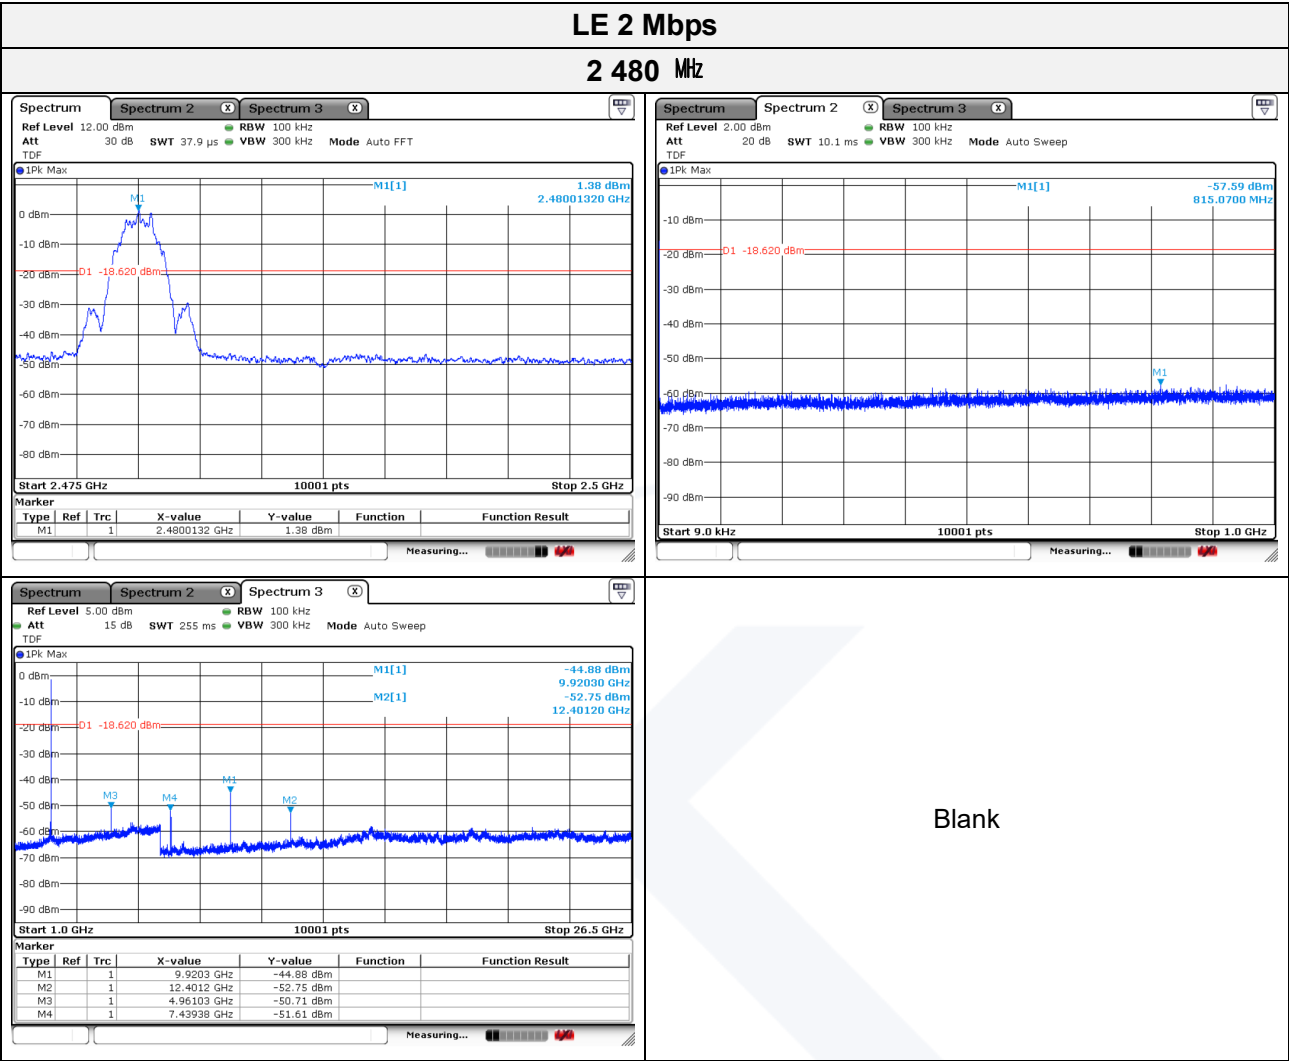 LE 2 Mbps
2 480 ㎒
Spectrum Spectrum 2 X Spectrum 3 X
Ref Level 12.00 dBm RBW 100 kHz
Att 30 dB SWT 37.9 µs VBW 300 kHz Mode Auto FFT
TDF
1Pk Max
M1[1] 1.38 dBm
2.48001320 GHz
M1
0 dBm
-10 dBm
D1 -18.620 dBm
-20 dBm
-30 dBm
-40 dBm
-50 dBm
-60 dBm
-70 dBm
-80 dBm
Start 2.475 GHz 10001 pts Stop 2.5 GHz
Marker
Type Ref Trc X-value Y-value Function Function Result
M1 1 2.4800132 GHz 1.38 dBm
Measuring...
Spectrum Spectrum 2 X Spectrum 3 X
Ref Level 2.00 dBm RBW 100 kHz
Att 20 dB SWT 10.1 ms VBW 300 kHz Mode Auto Sweep
TDF
1Pk Max
M1[1] -57.59 dBm
815.0700 MHz
-10 dBm
D1 -18.620 dBm
-20 dBm
-30 dBm
-40 dBm
-50 dBm
M1
-60 dBm
-70 dBm
-80 dBm
-90 dBm
Start 9.0 kHz 10001 pts Stop 1.0 GHz
Measuring...
Spectrum Spectrum 2 X Spectrum 3 X
Ref Level 5.00 dBm RBW 100 kHz
Att 15 dB SWT 255 ms VBW 300 kHz Mode Auto Sweep
TDF
1Pk Max
M1[1] -44.88 dBm
9.92030 GHz
M2[1] -52.75 dBm
12.40120 GHz
0 dBm
-10 dBm
D1 -18.620 dBm
-20 dBm
-30 dBm
-40 dBm
M1
M3 M4 M2
-50 dBm
-60 dBm
-70 dBm
-80 dBm
-90 dBm
Start 1.0 GHz 10001 pts Stop 26.5 GHz
Marker
Type Ref Trc X-value Y-value Function Function Result
M1 1 9.9203 GHz -44.88 dBm
M2 1 12.4012 GHz -52.75 dBm
M3 1 4.96103 GHz -50.71 dBm
M4 1 7.43938 GHz -51.61 dBm
Measuring...
Blank